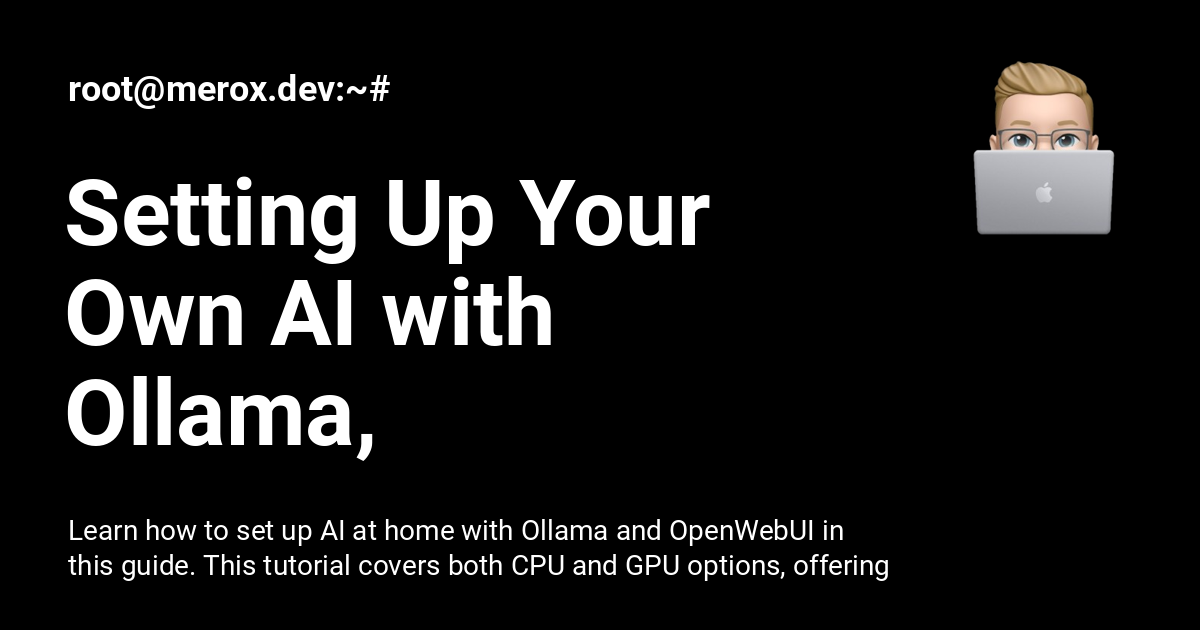 root@merox.dev:~#
Setting Up Your
Own AI with
Ollama,
Learn how to set up AI at home with Ollama and OpenWebUI in
this guide. This tutorial covers both CPU and GPU options, offering